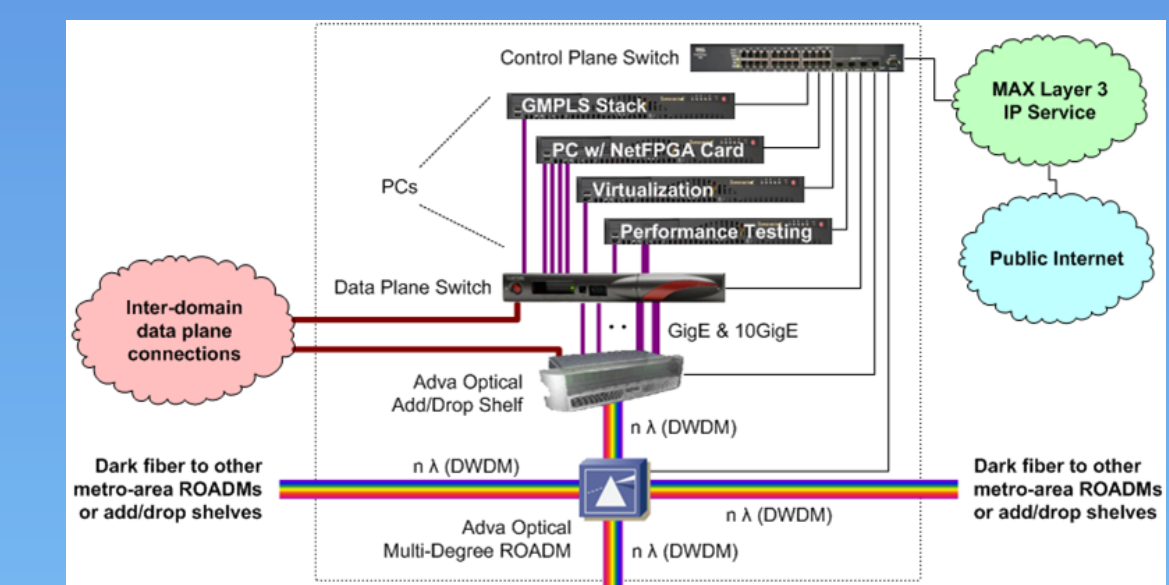 Control Plane Switch
MAX Layer 3
IP Service
GMPLS Stack
PC w/ NetFPGA Card
PCs
Virtualization
Performance Testing
Public Internet
Data Plane Switch
Inter-domain
data plane
connections
GigE & 10GigE
Adva Optical
Add/Drop Shelf
n λ (DWDM)
Dark fiber to other
metro-area ROADMs
or add/drop shelves
n λ (DWDM)
Dark fiber to other
metro-area ROADMs
or add/drop shelves
n λ (DWDM)
Adva Optical
Multi-Degree ROADM
n λ (DWDM)